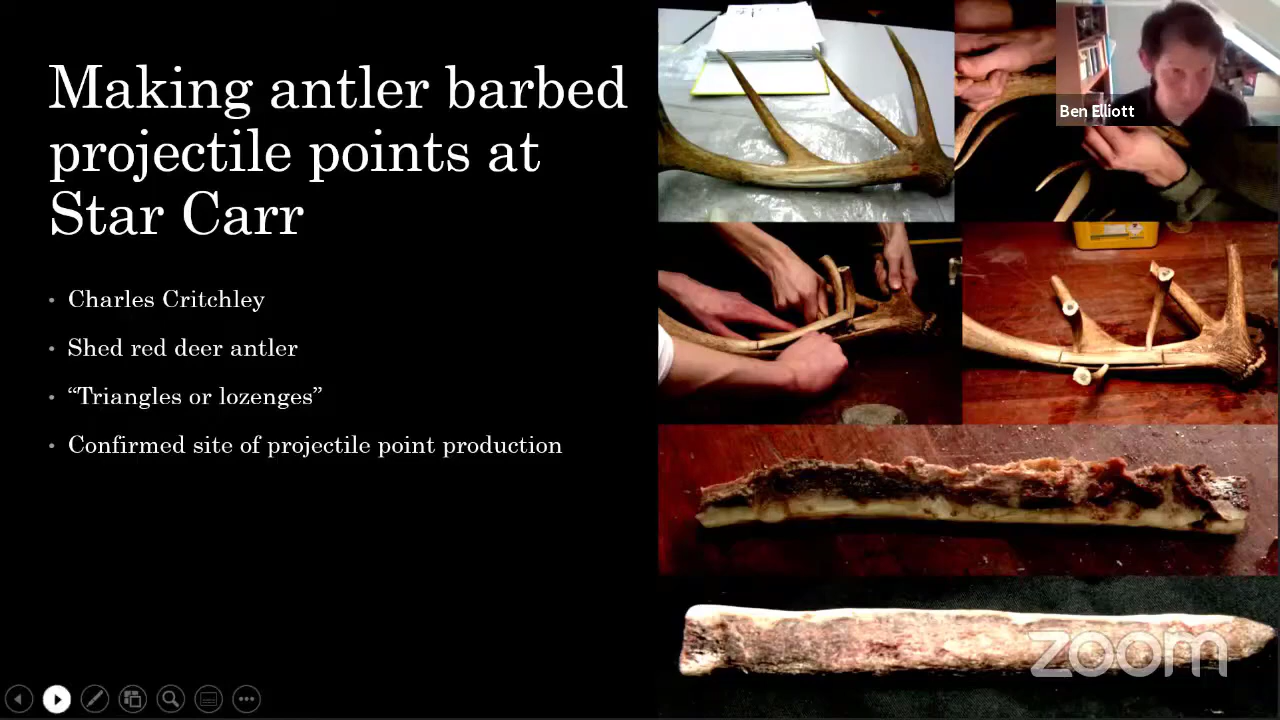 Making antler barbed
projectile points at
Star Carr
• Charles Critchley
• Shed red deer antler
• “Triangles or lozenges”
• Confirmed site of projectile point production
Ben Elliott
zoom